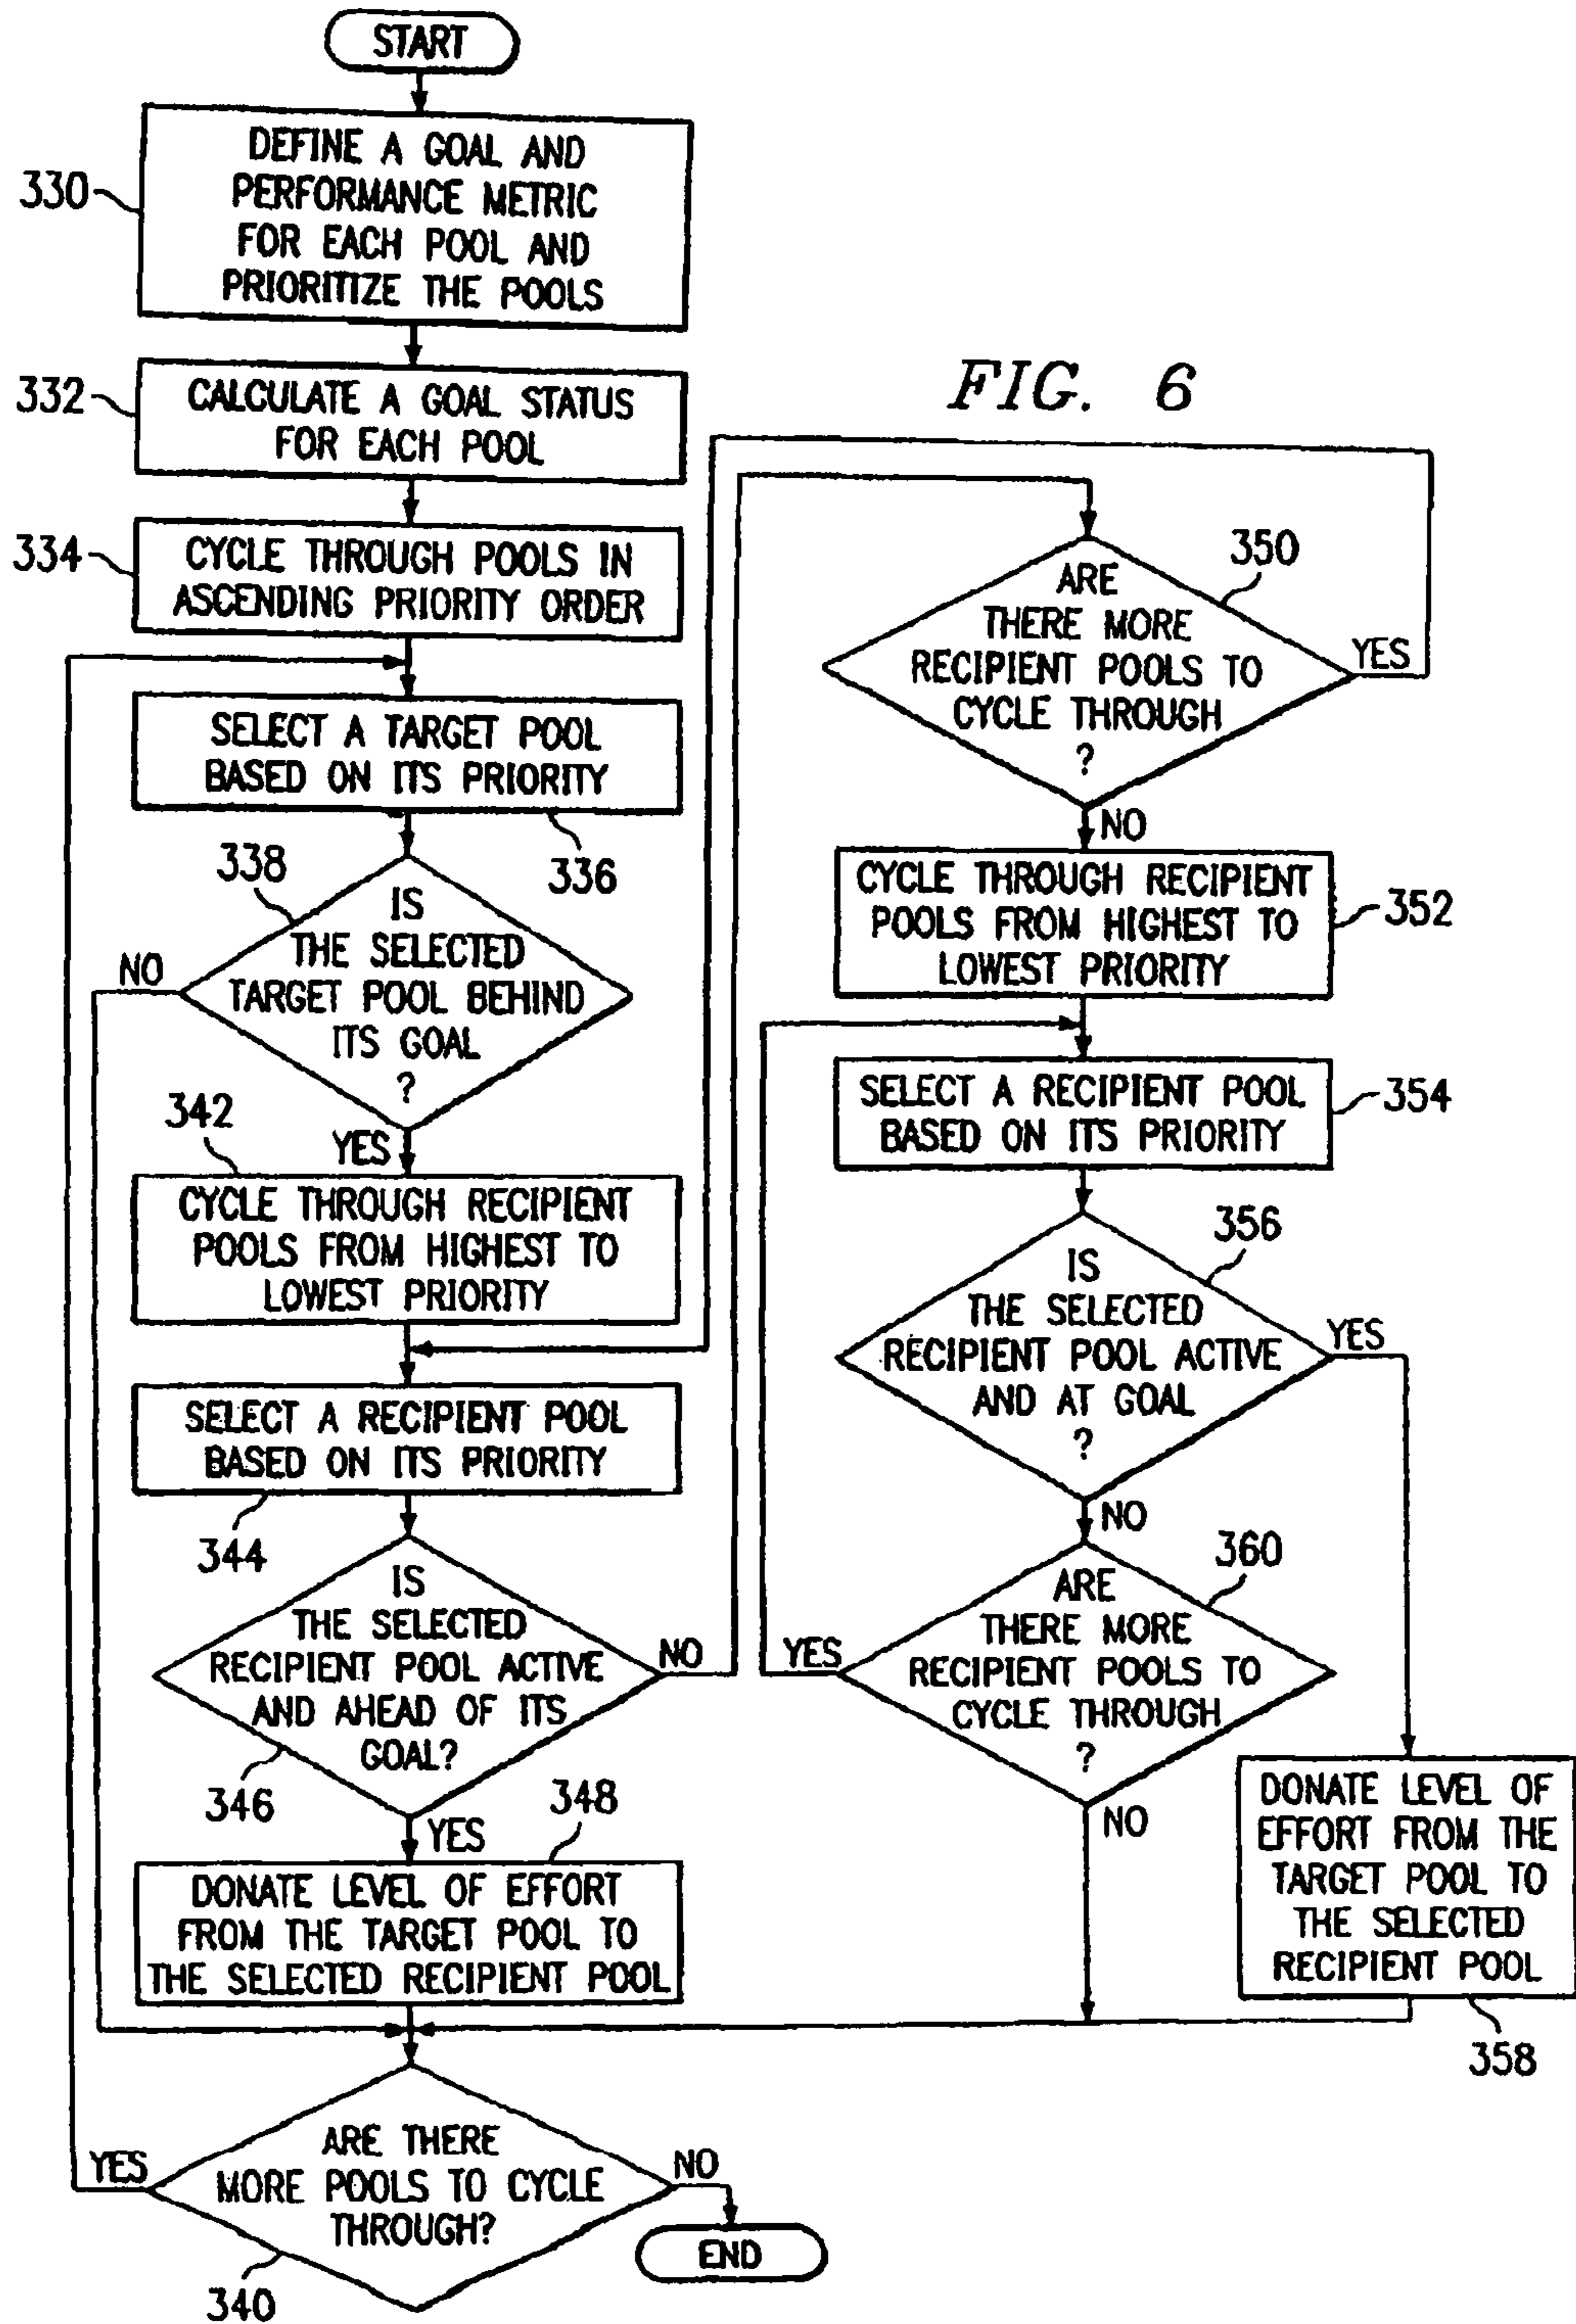 START
330
DEFINE A GOAL AND
PERFORMANCE METRIC
FOR EACH POOL AND
PRIORITIZE THE POOLS
332
CALCULATE A GOAL STATUS
FOR EACH POOL
334
CYCLE THROUGH POOLS IN
ASCENDING PRIORITY ORDER
SELECT A TARGET POOL
BASED ON ITS PRIORITY
336
338
IS
THE SELECTED
TARGET POOL BEHIND
ITS GOAL
?
NO
YES
342
CYCLE THROUGH RECIPIENT
POOLS FROM HIGHEST TO
LOWEST PRIORITY
SELECT A RECIPIENT POOL
BASED ON ITS PRIORITY
344
IS
THE SELECTED
RECIPIENT POOL ACTIVE
AND AHEAD OF ITS
GOAL?
NO
346
YES
348
DONATE LEVEL OF EFFORT
FROM THE TARGET POOL TO
THE SELECTED RECIPIENT POOL
ARE THERE
MORE POOLS TO CYCLE
THROUGH?
YES
NO
340
END
FIG. 6
350
ARE
THERE MORE
RECIPIENT POOLS TO
CYCLE THROUGH
?
YES
NO
CYCLE THROUGH RECIPIENT
POOLS FROM HIGHEST TO
LOWEST PRIORITY
352
SELECT A RECIPIENT POOL
BASED ON ITS PRIORITY
354
356
IS
THE SELECTED
RECIPIENT POOL ACTIVE
AND AT GOAL
?
YES
NO
360
ARE
THERE MORE
RECIPIENT POOLS TO
CYCLE THROUGH
?
YES
NO
DONATE LEVEL OF
EFFORT FROM THE
TARGET POOL TO
THE SELECTED
RECIPIENT POOL
358